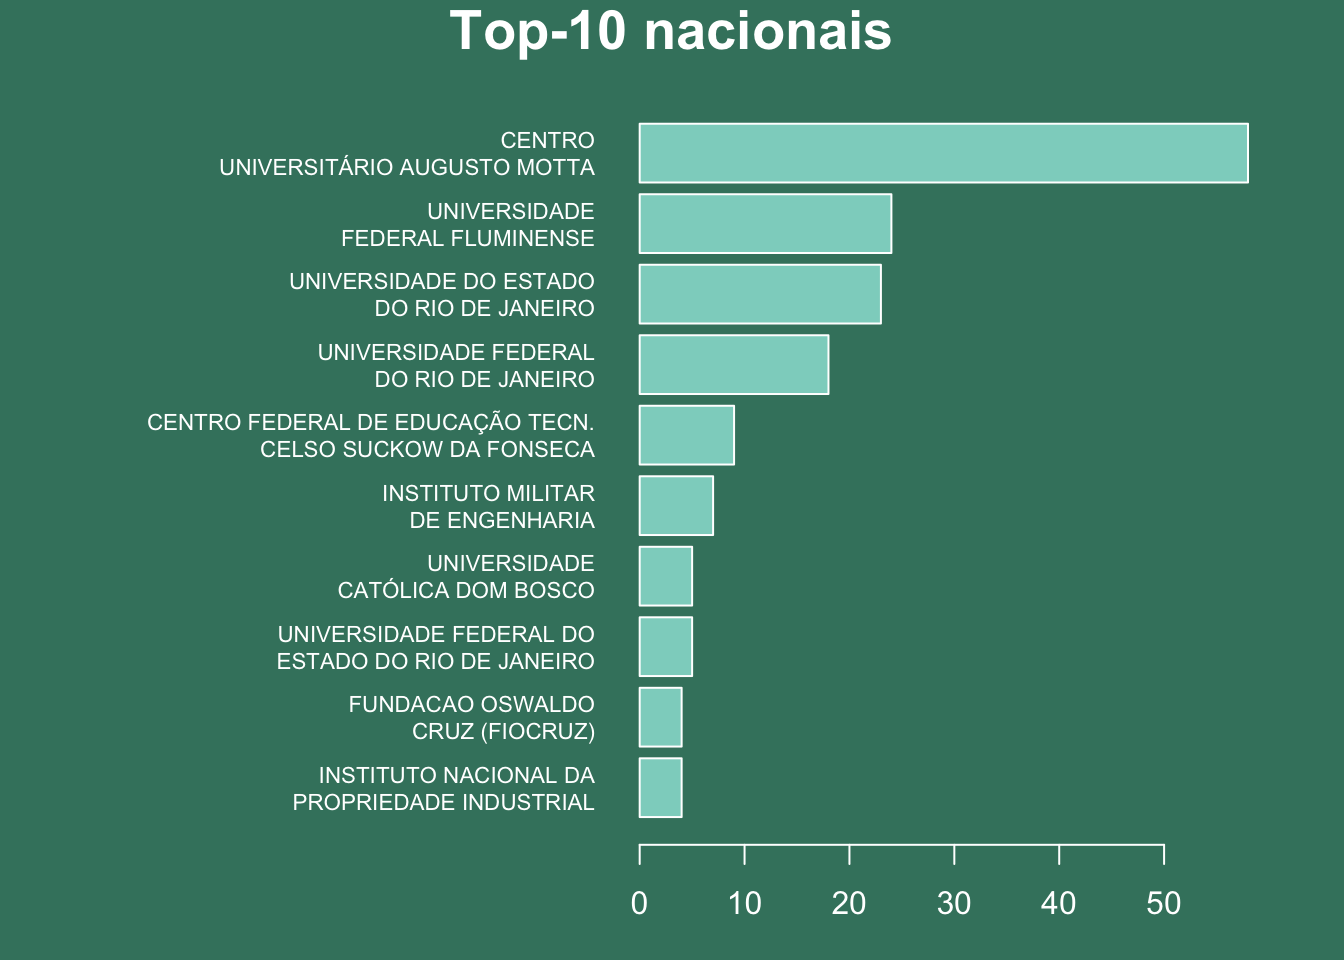 Top-10 nacionais
CENTRO
UNIVERSITÁRIO AUGUSTO MOTTA
UNIVERSIDADE
FEDERAL FLUMINENSE
UNIVERSIDADE DO ESTADO
DO RIO DE JANEIRO
UNIVERSIDADE FEDERAL
DO RIO DE JANEIRO
CENTRO FEDERAL DE EDUCAÇÃO TECN.
CELSO SUCKOW DA FONSECA
INSTITUTO MILITAR
DE ENGENHARIA
UNIVERSIDADE
CATÓLICA DOM BOSCO
UNIVERSIDADE FEDERAL DO
ESTADO DO RIO DE JANEIRO
FUNDACAO OSWALDO
CRUZ (FIOCRUZ)
INSTITUTO NACIONAL DA
PROPRIEDADE INDUSTRIAL
0 10 20 30 40 50